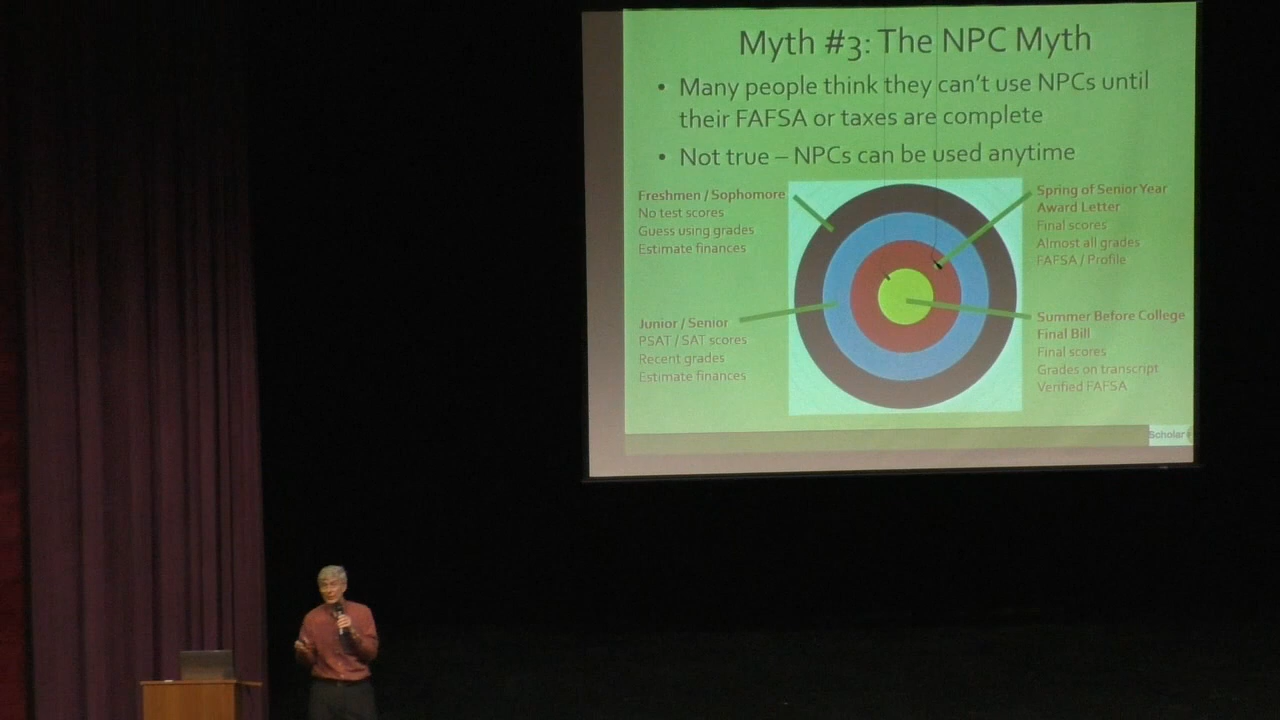 Myth #3: The NPC Myth
• Many people think they can't use NPCs until
their FAFSA or taxes are complete
• Not true – NPCs can be used anytime
Freshmen / Sophomore
No test scores
Guess using grades
Estimate finances
Spring of Senior Year
Award Letter
Final scores
Almost all grades
FAFSA / Profile
Junior / Senior
PSAT / SAT scores
Recent grades
Estimate finances
Summer Before College
Final Bill
Final scores
Grades on transcript
Verified FAFSA
Scholar